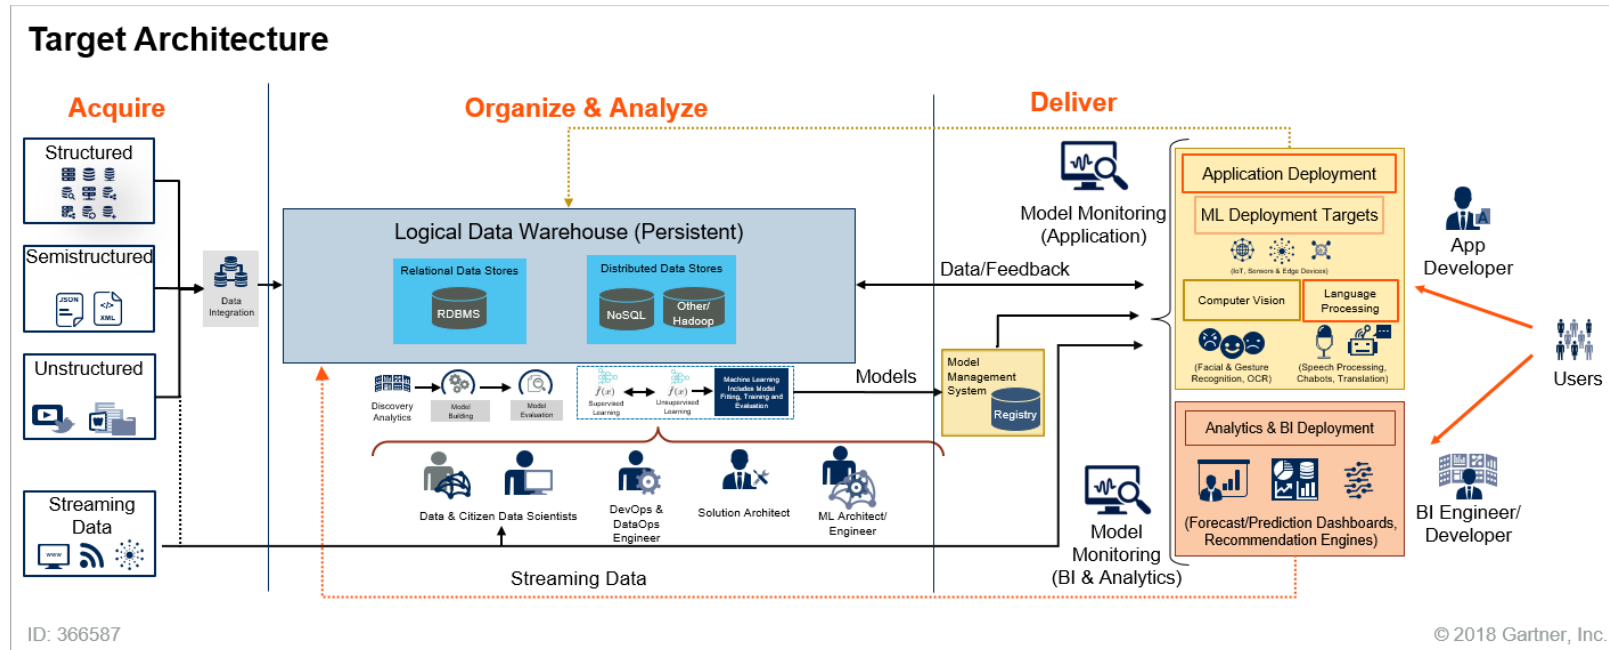 Target Architecture
Acquire
Organize & Analyze
Deliver
Structured
Semistructured
JSON
</>
XML
Unstructured
W
Streaming
Data
www
Data
Integration
Logical Data Warehouse (Persistent)
Relational Data Stores
RDBMS
Distributed Data Stores
NoSQL
Other/
Hadoop
Discovery
Analytics
Model
Building
Model
Evaluation
f(x)
Supervised
Learning
f(x)
Unsupervised
Learning
Machine Learning
Includes Model
Fitting, Training and
Evaluation
Models
Data & Citizen Data Scientists
DevOps &
DataOps
Engineer
Solution Architect
ML Architect/
Engineer
Streaming Data
Model Monitoring
(Application)
Data/Feedback
Model
Management
System
Registry
Model
Monitoring
(BI & Analytics)
Application Deployment
ML Deployment Targets
(IoT, Sensors & Edge Devices)
Computer Vision
Language
Processing
(Facial & Gesture
Recognition, OCR)
(Speech Processing,
Chabots, Translation)
Analytics & BI Deployment
(Forecast/Prediction Dashboards,
Recommendation Engines)
A
App
Developer
Users
BI Engineer/
Developer
ID: 366587
© 2018 Gartner, Inc.